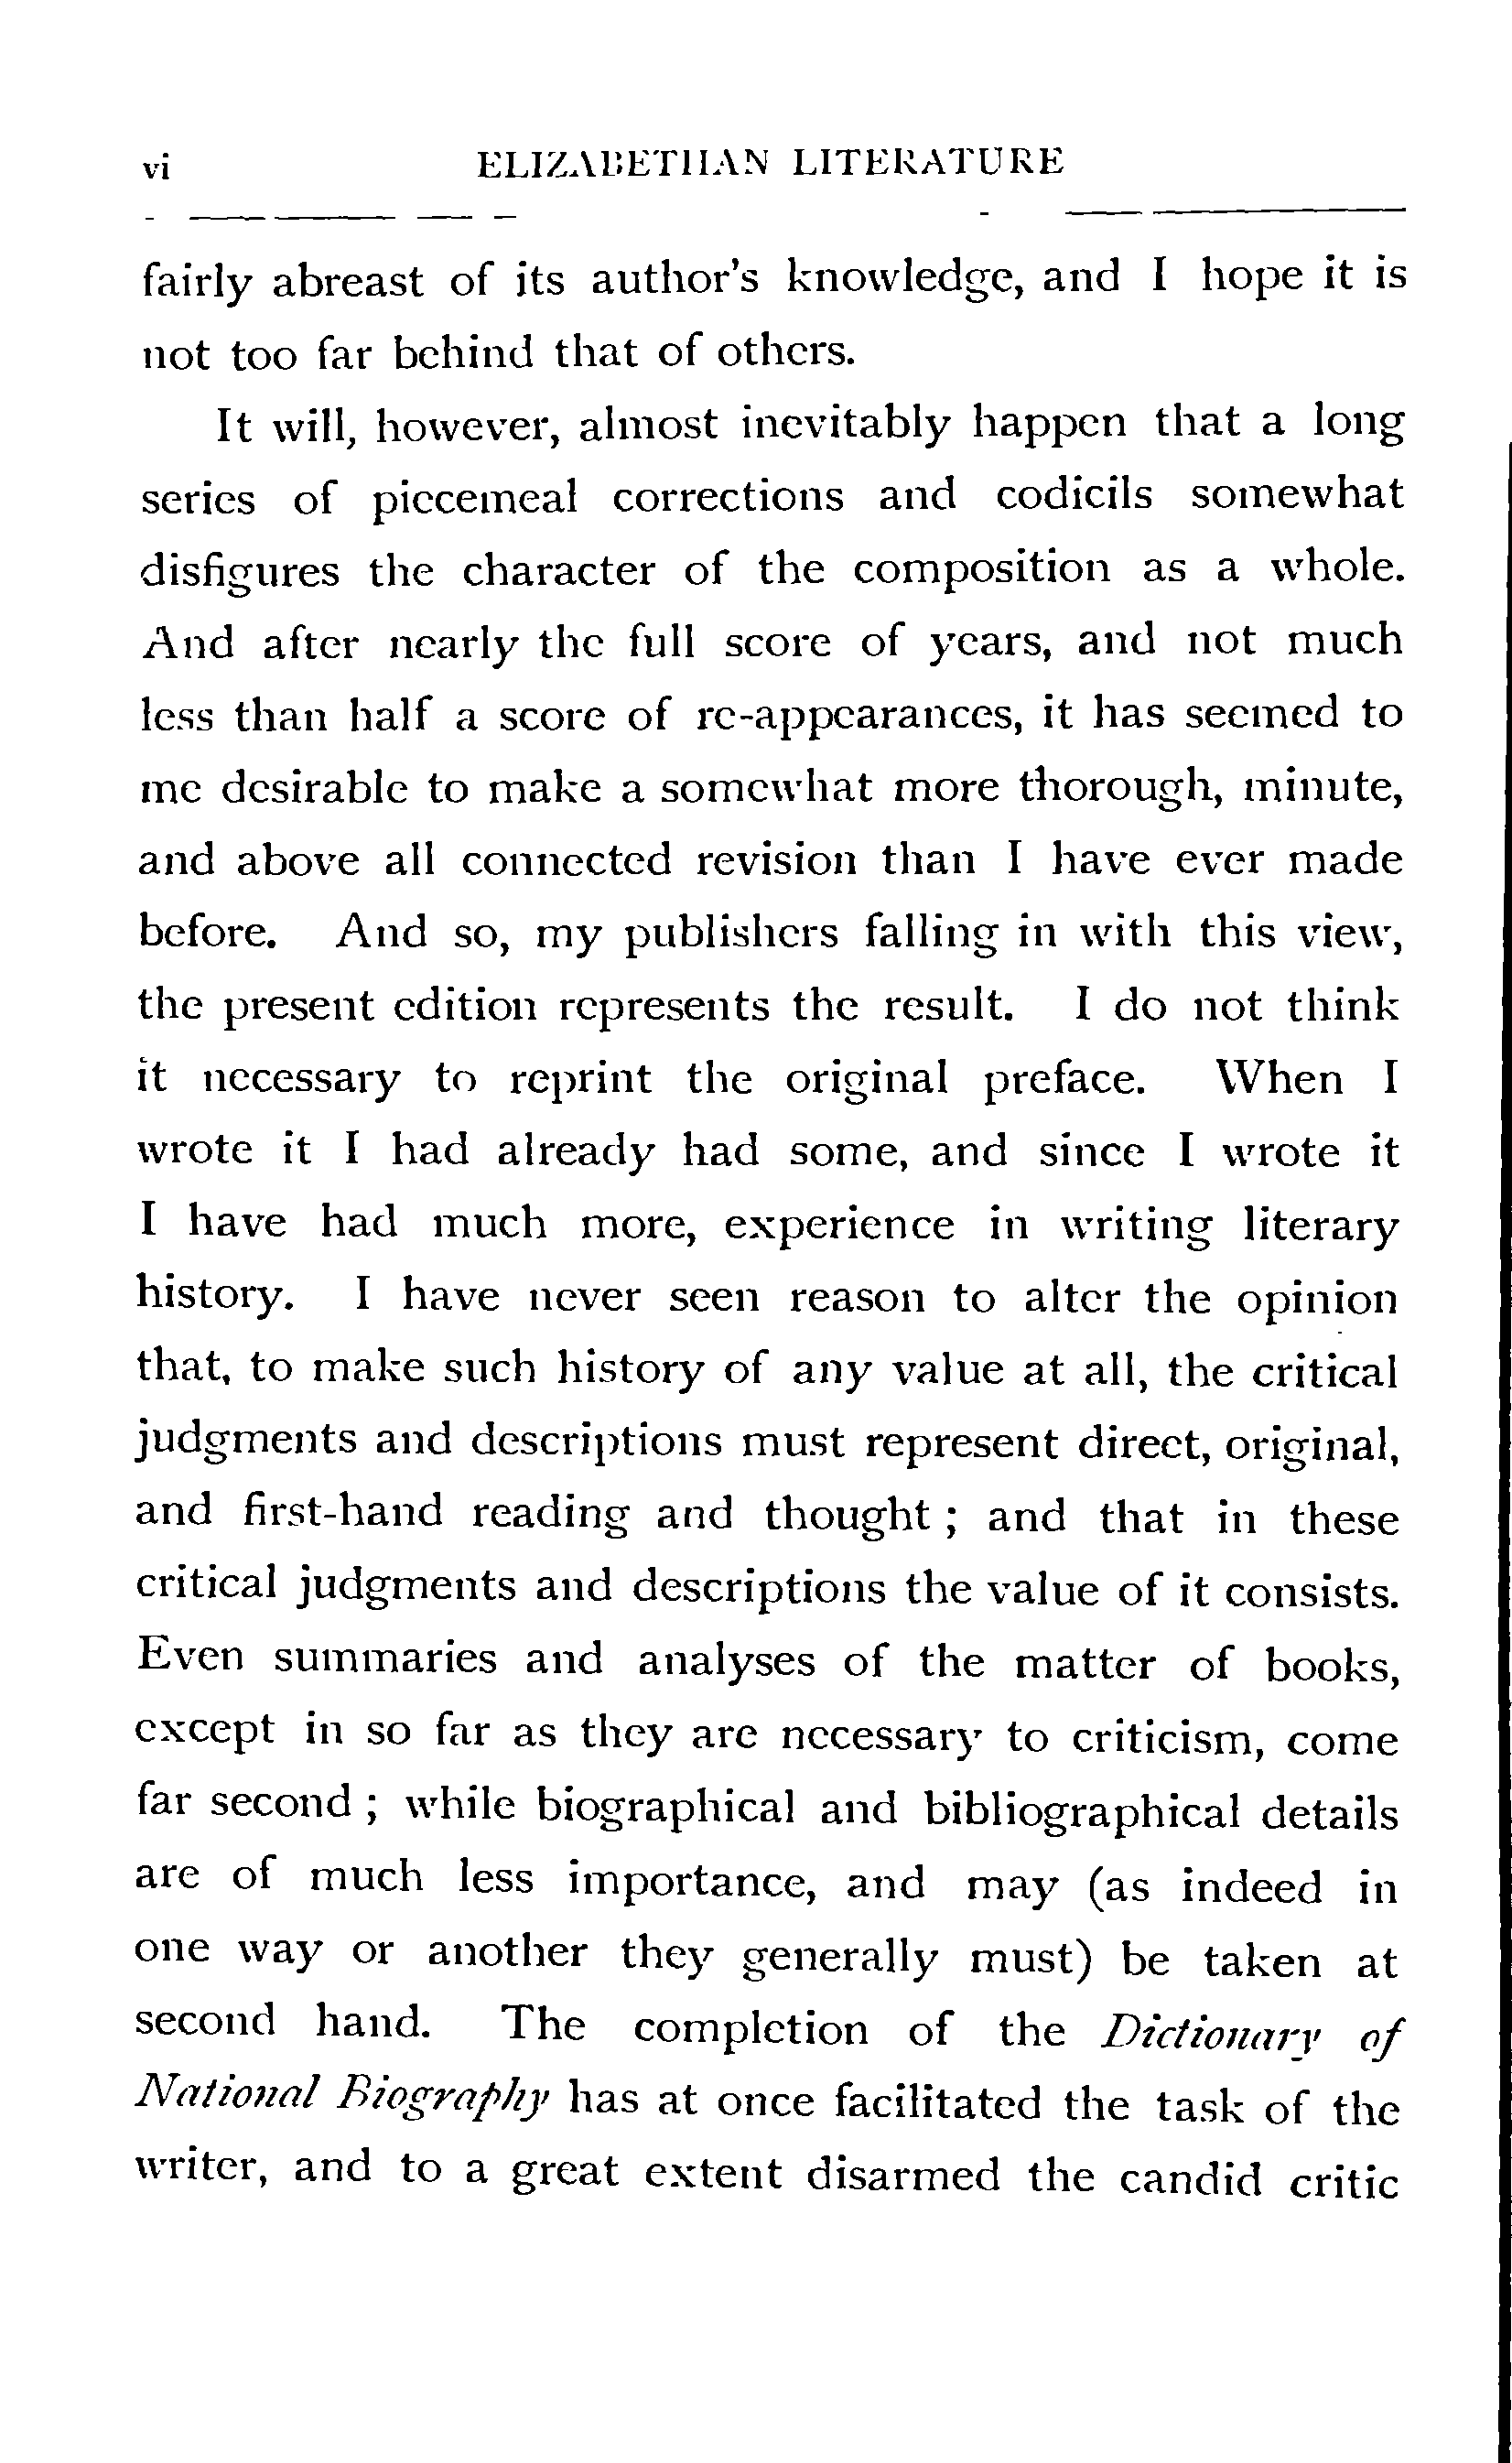 vi ELIZABETHAN LITERATURE
fairly abreast of its author's knowledge, and I hope it is
not too far behind that of others.
It will, however, almost inevitably happen that a long
series of piecemeal corrections and codicils somewhat
disfigures the character of the composition as a whole.
And after nearly the full score of years, and not much
less than half a score of re-appearances, it has seemed to
me desirable to make a somewhat more thorough, minute,
and above all connected revision than I have ever made
before. And so, my publishers falling in with this view,
the present edition represents the result. I do not think
it necessary to reprint the original preface. When I
wrote it I had already had some, and since I wrote it
I have had much more, experience in writing literary
history. I have never seen reason to alter the opinion
that, to make such history of any value at all, the critical
judgments and descriptions must represent direct, original,
and first-hand reading and thought ; and that in these
critical judgments and descriptions the value of it consists.
Even summaries and analyses of the matter of books,
except in so far as they are necessary to criticism, come
far second ; while biographical and bibliographical details
are of much less importance, and may (as indeed in
one way or another they generally must) be taken at
second hand. The completion of the Dictionary of
National Biography has at once facilitated the task of the
writer, and to a great extent disarmed the candid critic